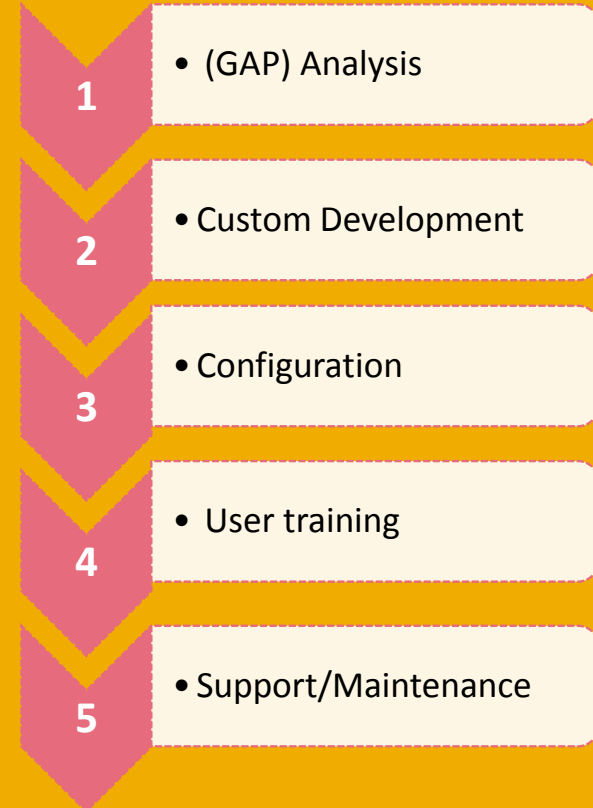 1
• (GAP) Analysis
2
• Custom Development
3
• Configuration
4
• User training
5
• Support/Maintenance